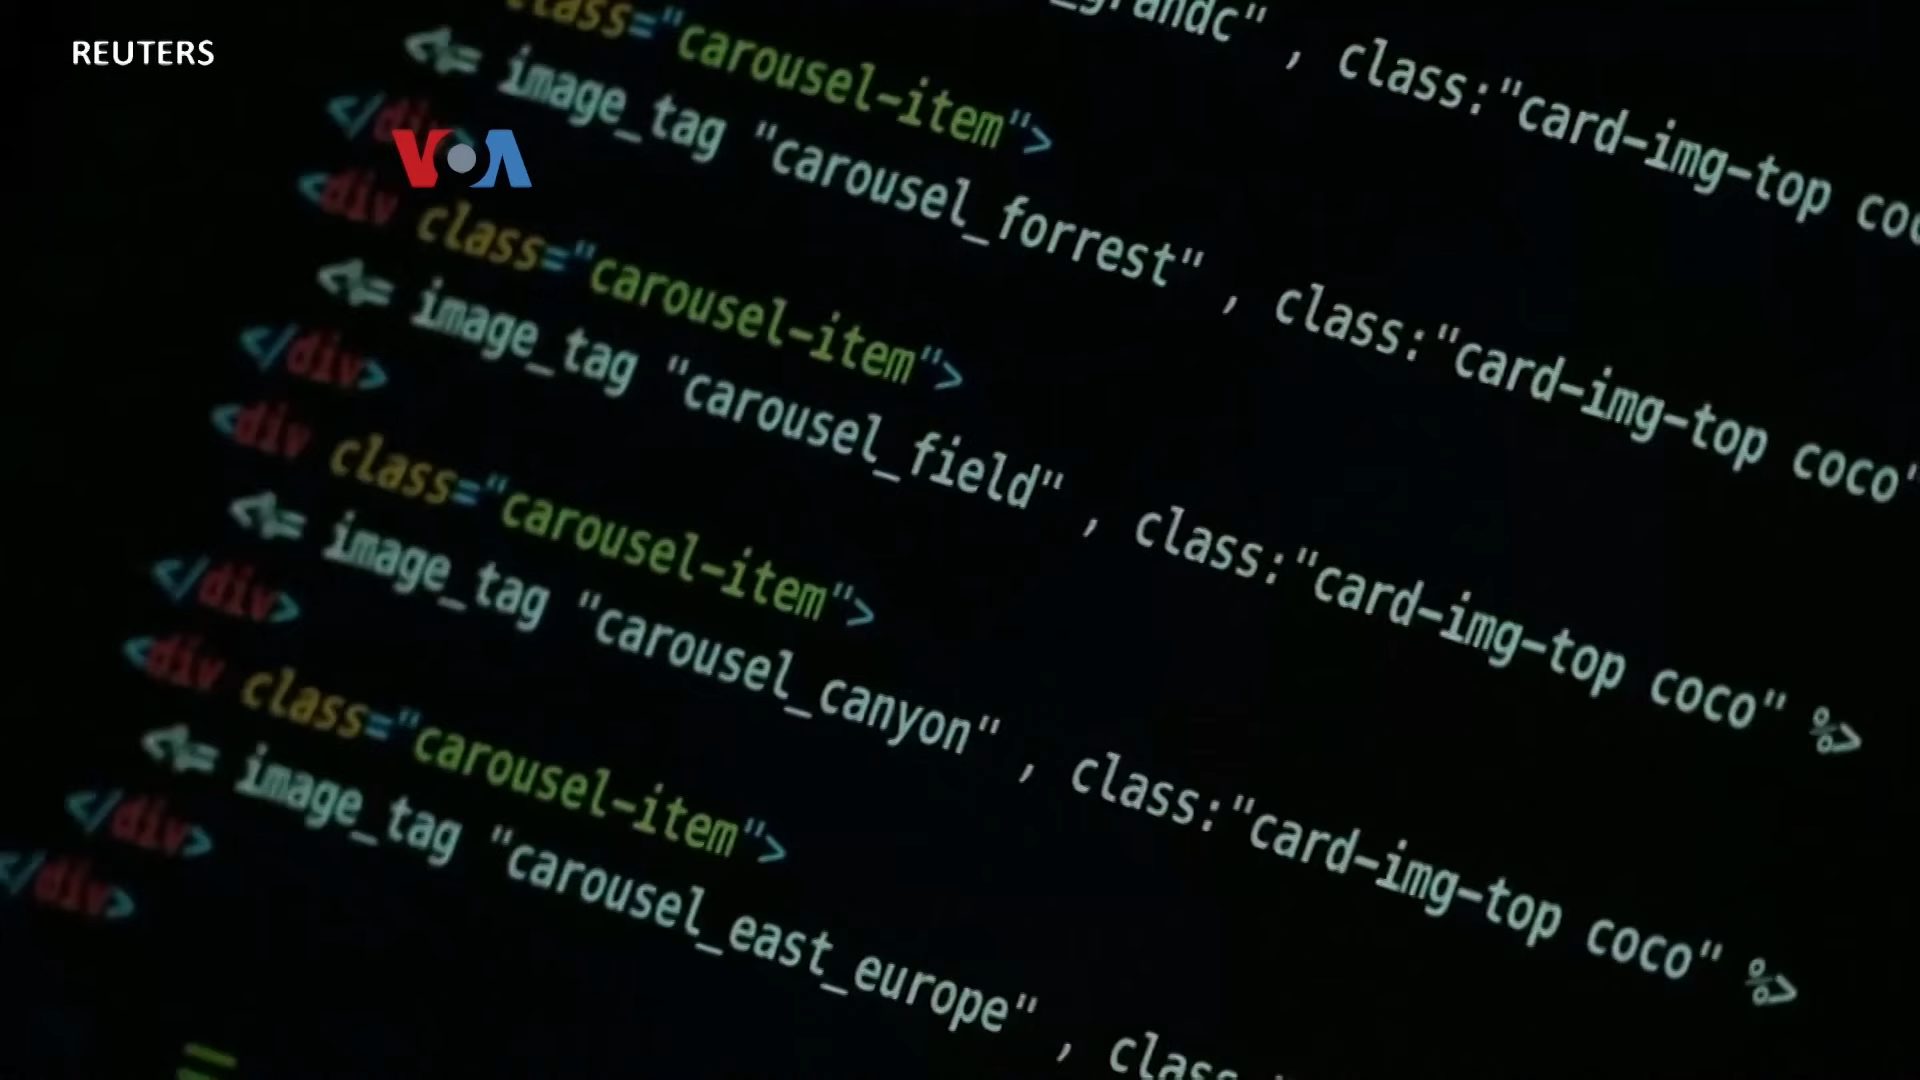 REUTERS
VOA
class="carousel-item">
<%= image_tag "carousel_forrest" , class:"card-img-top coco"
</div>
<div class="carousel-item">
<%= image_tag "carousel_field" , class:"card-img-top coco" %>
</div>
<div class="carousel-item">
<%= image_tag "carousel_canyon" , class:"card-img-top coco" %>
</div>
<div class="carousel-item">
<%= image_tag "carousel_east_europe" , class
</div>
</div>